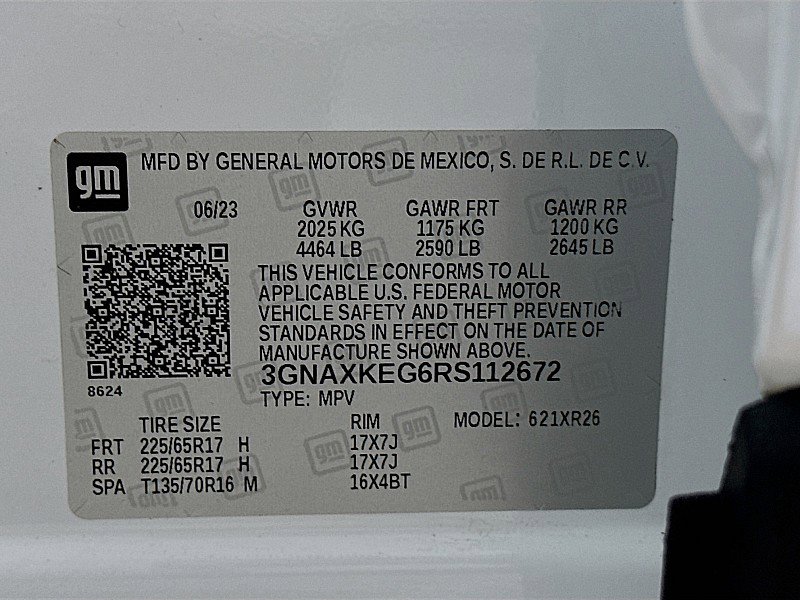 gm MFD BY GENERAL MOTORS DE MEXICO, S. DE R.L. DE C.V.
06/23 GVWR GAWR FRT GAWR RR
2025 KG 1175 KG 1200 KG
4464 LB 2590 LB 2645 LB
THIS VEHICLE CONFORMS TO ALL
APPLICABLE U.S. FEDERAL MOTOR
VEHICLE SAFETY AND THEFT PREVENTION
STANDARDS IN EFFECT ON THE DATE OF
MANUFACTURE SHOWN ABOVE.
3GNAXKEG6RS112672
8624
TYPE: MPV
TIRE SIZE RIM MODEL: 621XR26
FRT 225/65R17 H 17X7J
RR 225/65R17 H 17X7J
SPA T135/70R16 M 16X4BT